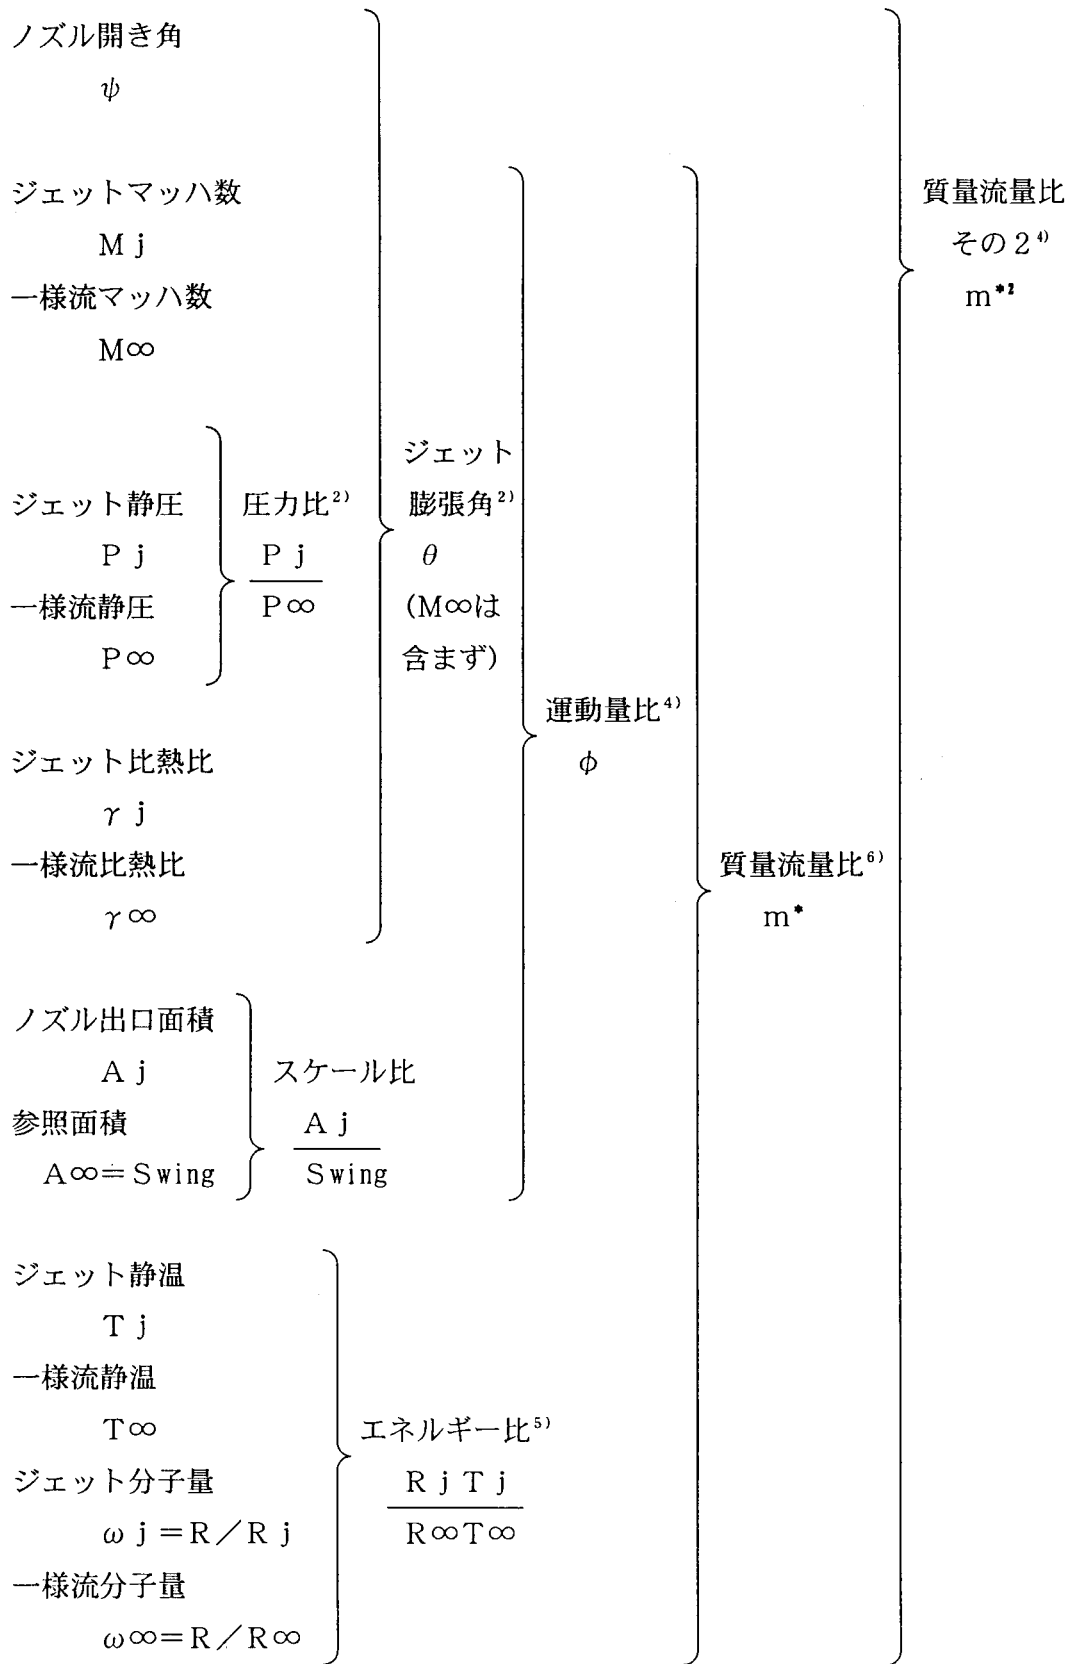 ノズル開き角
ψ
ジェットマッハ数
Mj
一様流マッハ数
M∞
ジェット静圧
Pj
一様流静圧
P∞
圧力比²⁾
Pj
P∞
ジェット比熱比
γj
一様流比熱比
γ∞
ジェット
膨張角²⁾
θ
(M∞は
含まず)
ノズル出口面積
Aj
参照面積
A∞=Swing
スケール比
Aj
Swing
運動量比⁴⁾
φ
ジェット静温
Tj
一様流静温
T∞
ジェット分子量
ωj=R/Rj
一様流分子量
ω∞=R/R∞
エネルギー比⁵⁾
RjTj
R∞T∞
質量流量比⁶⁾
m*
質量流量比
その2⁴⁾
m*²